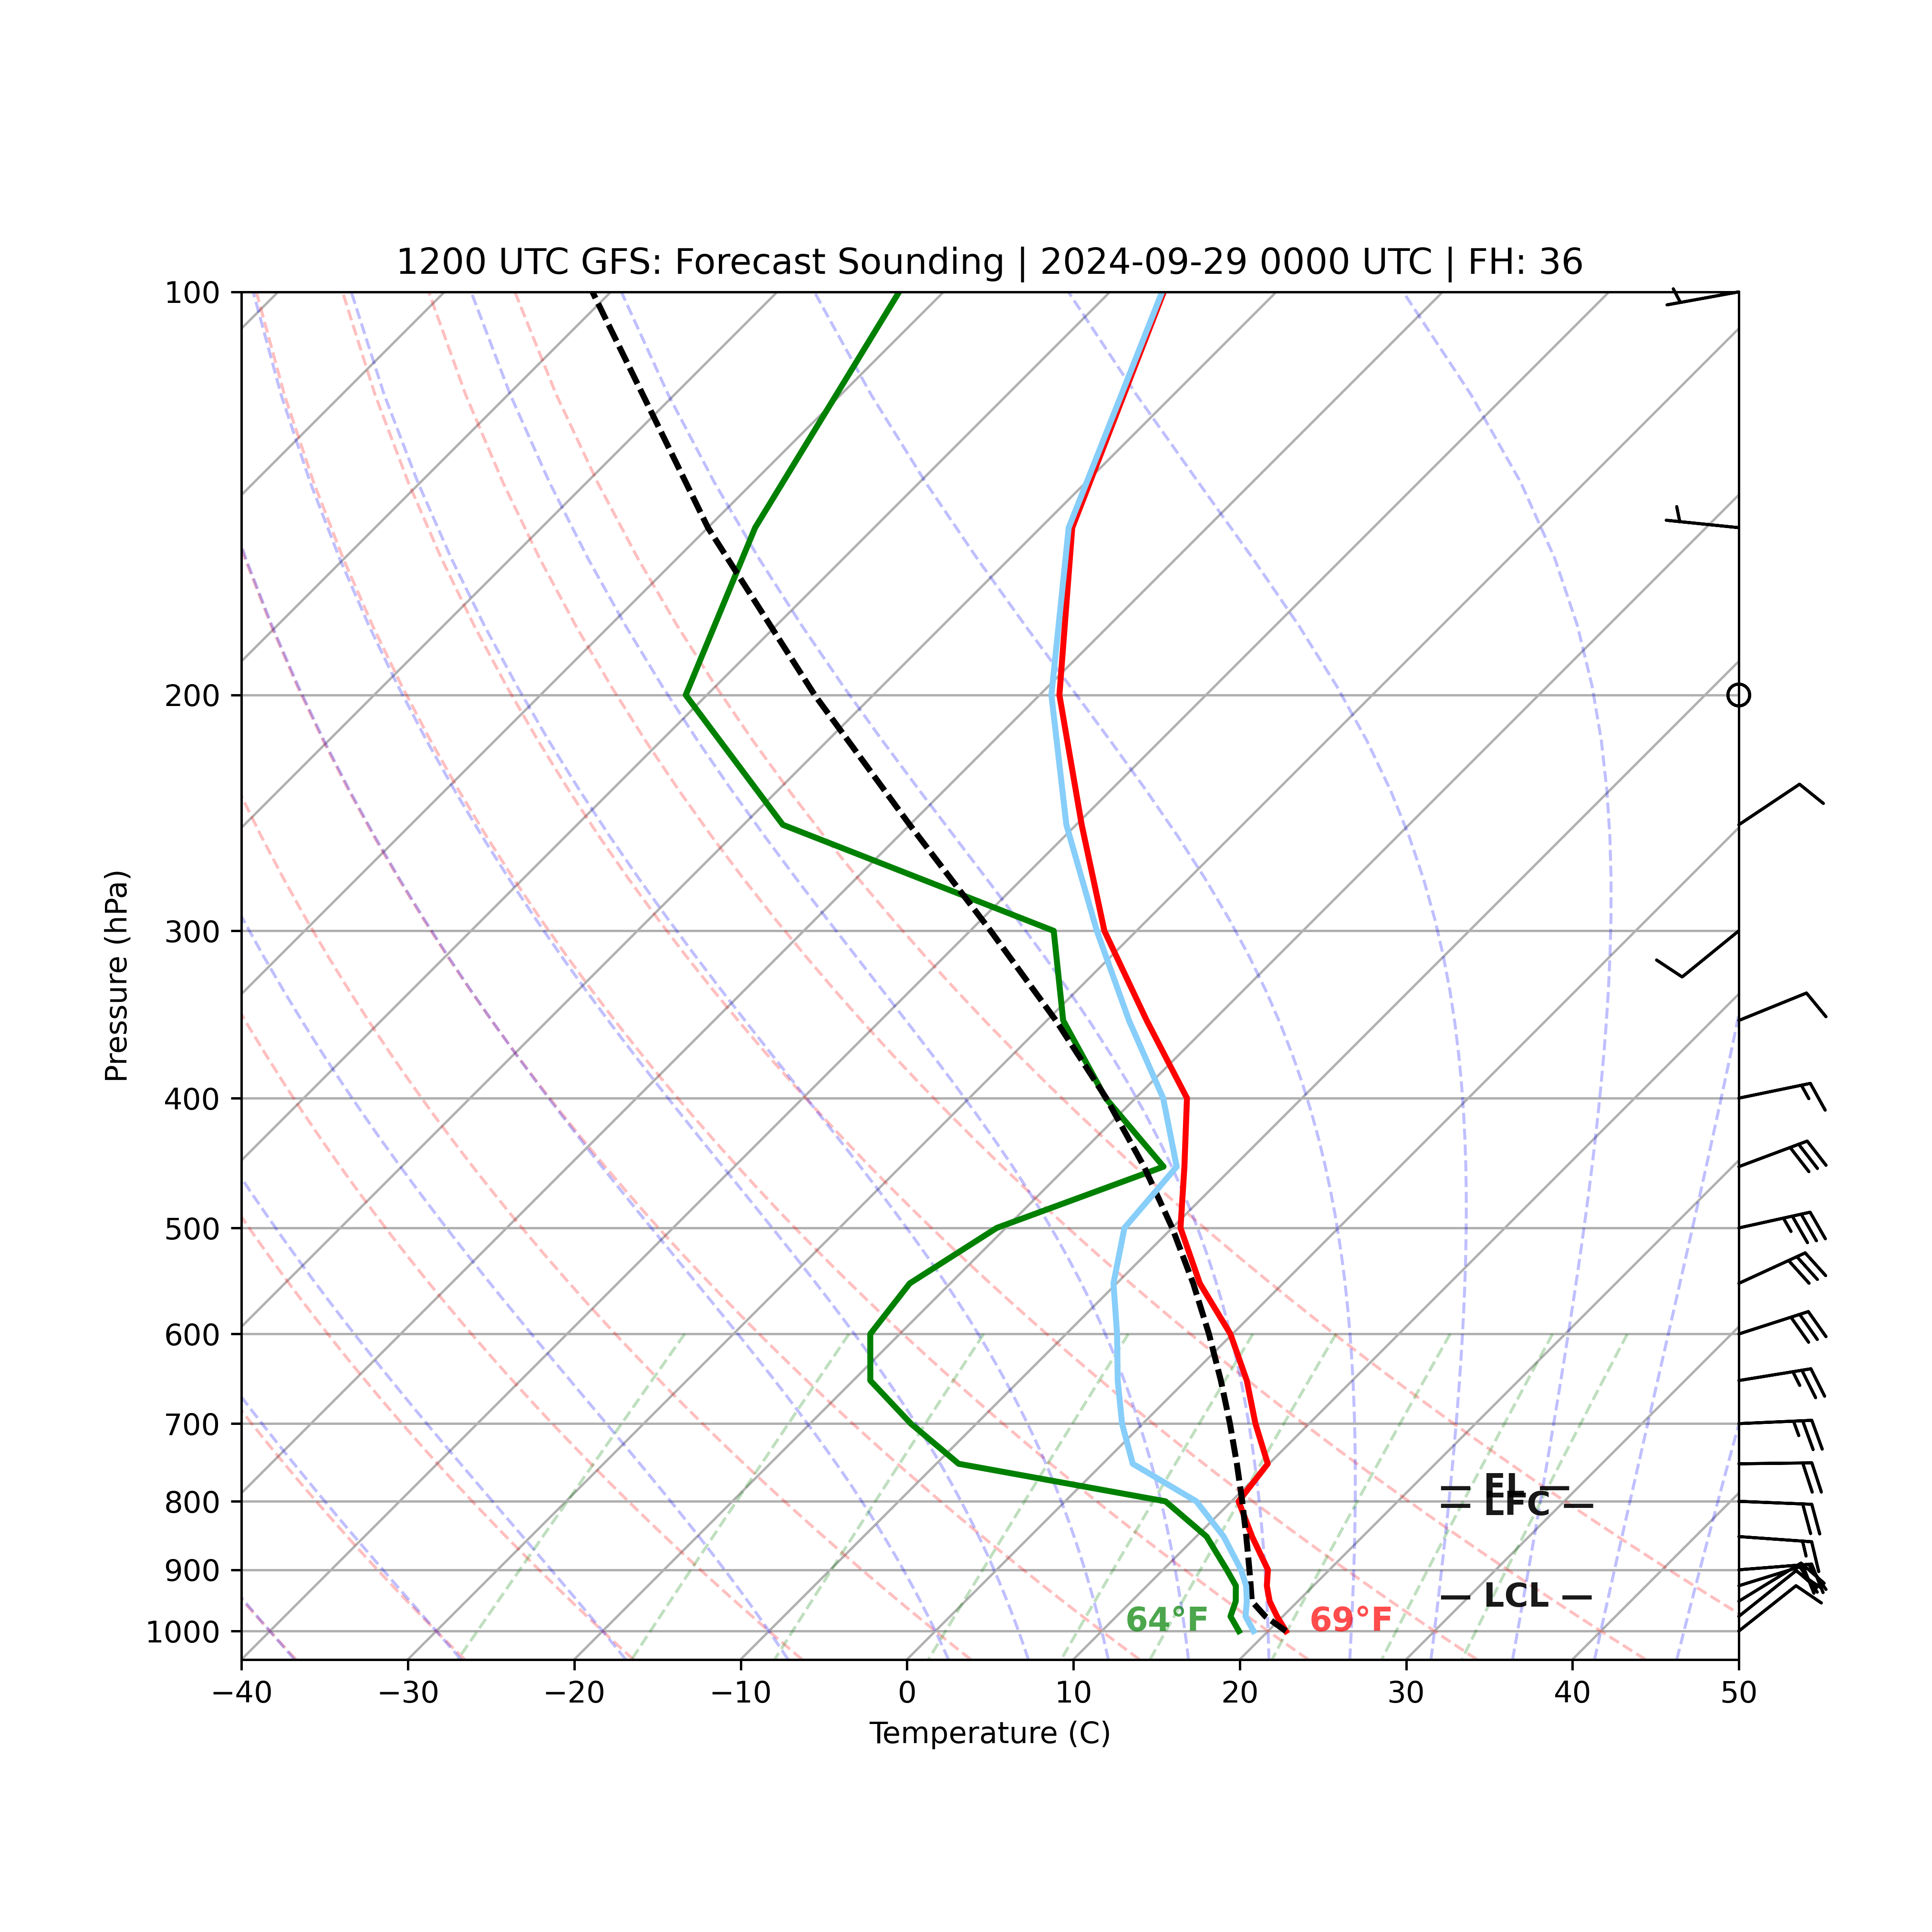 1200 UTC GFS: Forecast Sounding | 2024-09-29 0000 UTC | FH: 36
100
200
300
400
500
600
700
800
900
1000
Pressure (hPa)
— EL —
— LFC —
— LCL —
64°F
69°F
−40 −30 −20 −10 0 10 20 30 40 50
Temperature (C)